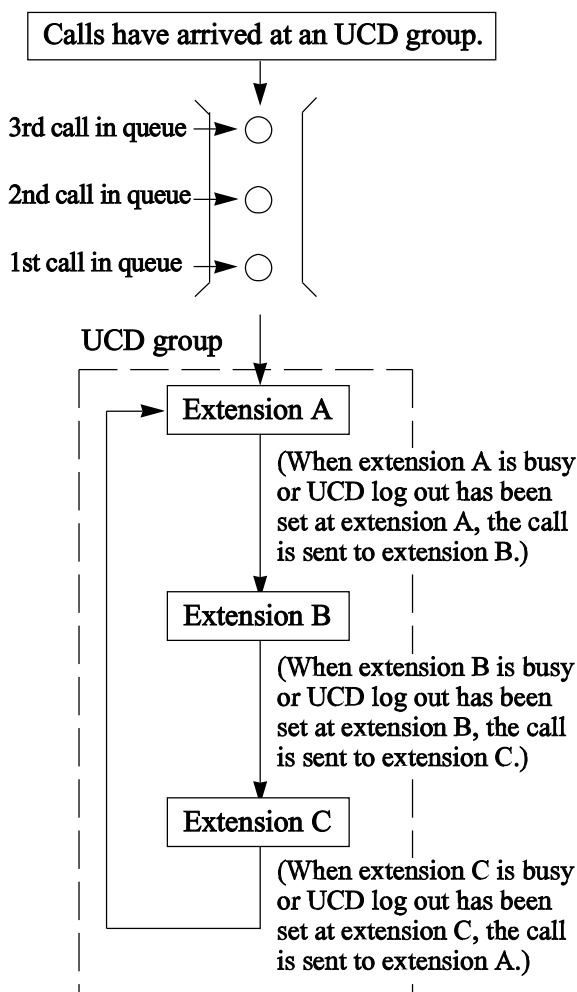 Calls have arrived at an UCD group.
3rd call in queue
2nd call in queue
1st call in queue
UCD group
Extension A
(When extension A is busy
or UCD log out has been
set at extension A, the call
is sent to extension B.)
Extension B
(When extension B is busy
or UCD log out has been
set at extension B, the call
is sent to extension C.)
Extension C
(When extension C is busy
or UCD log out has been
set at extension C, the call
is sent to extension A.)